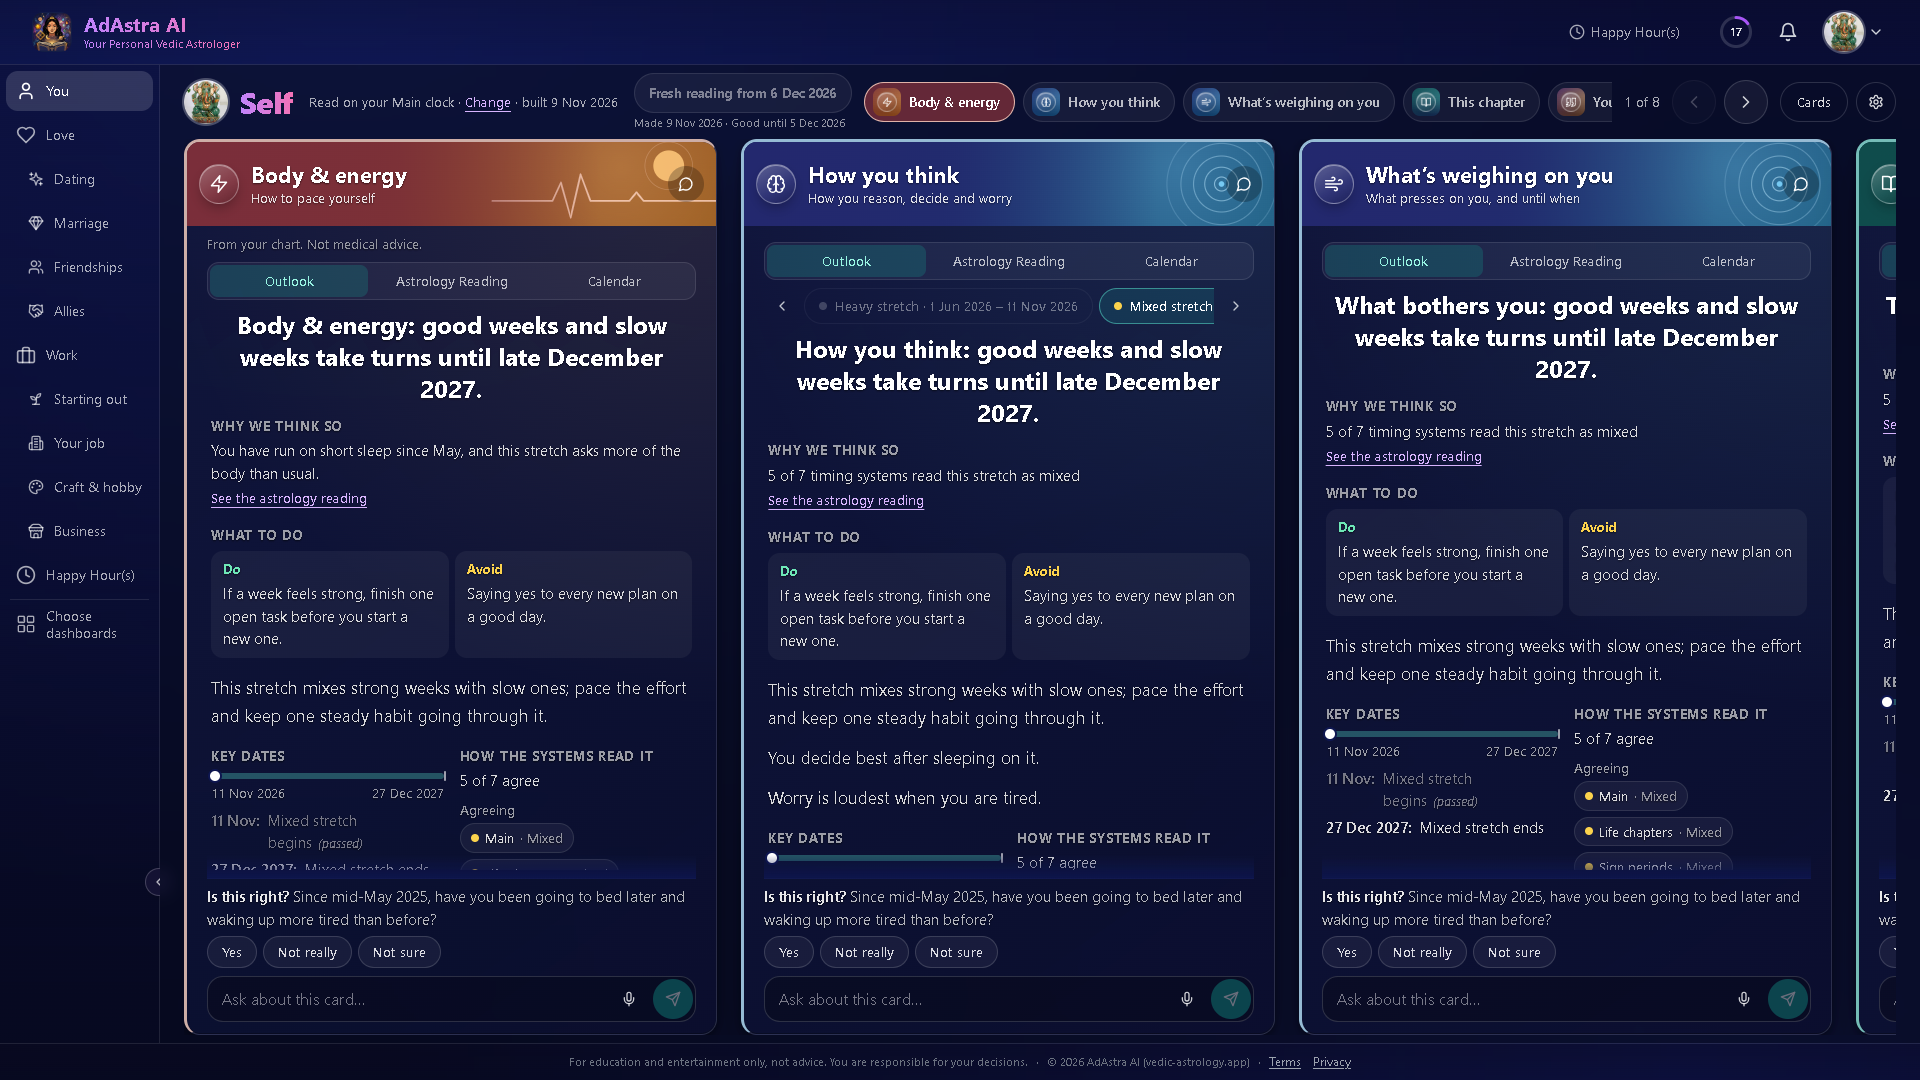 AdAstra AI
Your Personal Vedic Astrologer
Happy Hour(s)
17
You
Love
Dating
Marriage
Friendships
Allies
Work
Starting out
Your job
Craft & hobby
Business
Happy Hour(s)
Choose
dashboards
Self
Read on your Main clock · Change · built 9 Nov 2026
Fresh reading from 6 Dec 2026
Made 9 Nov 2026 · Good until 5 Dec 2026
Body & energy
How you think
What's weighing on you
This chapter
You
1 of 8
Cards
Body & energy
How to pace yourself
From your chart. Not medical advice.
Outlook
Astrology Reading
Calendar
Body & energy: good weeks and slow
weeks take turns until late December
2027.
WHY WE THINK SO
You have run on short sleep since May, and this stretch asks more of the
body than usual.
See the astrology reading
WHAT TO DO
Do
If a week feels strong, finish one
open task before you start a
new one.
Avoid
Saying yes to every new plan on
a good day.
This stretch mixes strong weeks with slow ones; pace the effort
and keep one steady habit going through it.
KEY DATES
11 Nov 2026
27 Dec 2027
11 Nov: Mixed stretch
begins (passed)
27 Dec 2027: Mixed stretch ends
HOW THE SYSTEMS READ IT
5 of 7 agree
Agreeing
Main · Mixed
Is this right? Since mid-May 2025, have you been going to bed later and
waking up more tired than before?
Yes
Not really
Not sure
Ask about this card...
How you think
How you reason, decide and worry
Outlook
Astrology Reading
Calendar
Heavy stretch · 1 Jun 2026 – 11 Nov 2026
Mixed stretch
How you think: good weeks and slow
weeks take turns until late December
2027.
WHY WE THINK SO
5 of 7 timing systems read this stretch as mixed
See the astrology reading
WHAT TO DO
Do
If a week feels strong, finish one
open task before you start a
new one.
Avoid
Saying yes to every new plan on
a good day.
This stretch mixes strong weeks with slow ones; pace the effort
and keep one steady habit going through it.
You decide best after sleeping on it.
Worry is loudest when you are tired.
KEY DATES
HOW THE SYSTEMS READ IT
5 of 7 agree
Is this right? Since mid-May 2025, have you been going to bed later and
waking up more tired than before?
Yes
Not really
Not sure
Ask about this card...
What's weighing on you
What presses on you, and until when
Outlook
Astrology Reading
Calendar
What bothers you: good weeks and slow
weeks take turns until late December
2027.
WHY WE THINK SO
5 of 7 timing systems read this stretch as mixed
See the astrology reading
WHAT TO DO
Do
If a week feels strong, finish one
open task before you start a
new one.
Avoid
Saying yes to every new plan on
a good day.
This stretch mixes strong weeks with slow ones; pace the effort
and keep one steady habit going through it.
KEY DATES
11 Nov 2026
27 Dec 2027
11 Nov: Mixed stretch
begins (passed)
27 Dec 2027: Mixed stretch ends
HOW THE SYSTEMS READ IT
5 of 7 agree
Agreeing
Main · Mixed
Life chapters · Mixed
Sign periods · Mixed
Is this right? Since mid-May 2025, have you been going to bed later and
waking up more tired than before?
Yes
Not really
Not sure
Ask about this card...
For education and entertainment only, not advice. You are responsible for your decisions. · © 2026 AdAstra AI (vedic-astrology.app) · Terms Privacy